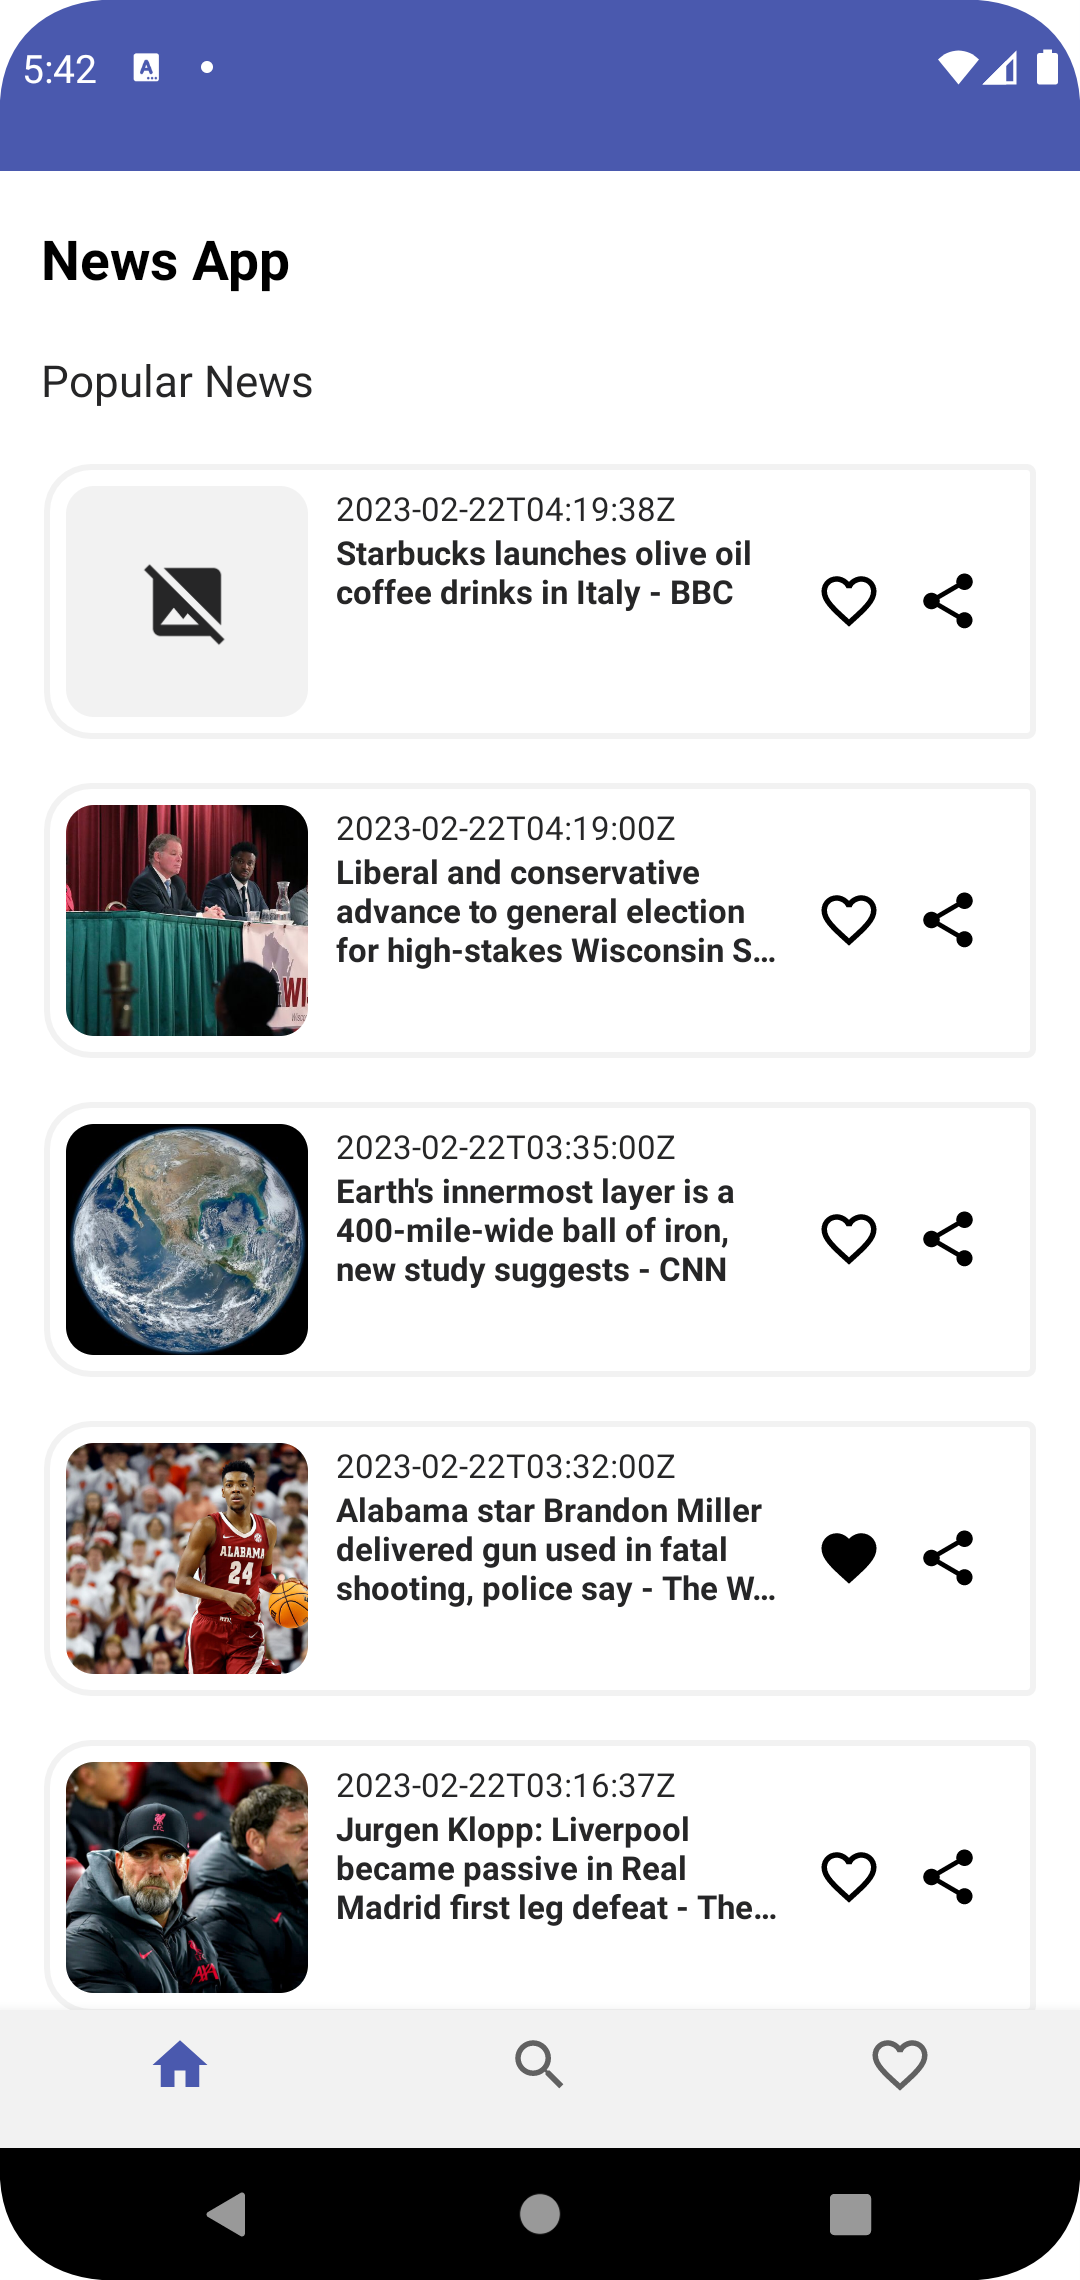 5:42
News App
Popular News
2023-02-22T04:19:38Z
Starbucks launches olive oil
coffee drinks in Italy - BBC
2023-02-22T04:19:00Z
Liberal and conservative
advance to general election
for high-stakes Wisconsin S...
WI
2023-02-22T03:35:00Z
Earth's innermost layer is a
400-mile-wide ball of iron,
new study suggests - CNN
2023-02-22T03:32:00Z
Alabama star Brandon Miller
delivered gun used in fatal
shooting, police say - The W...
ALABAMA
24
2023-02-22T03:16:37Z
Jurgen Klopp: Liverpool
became passive in Real
Madrid first leg defeat - The...
AXA